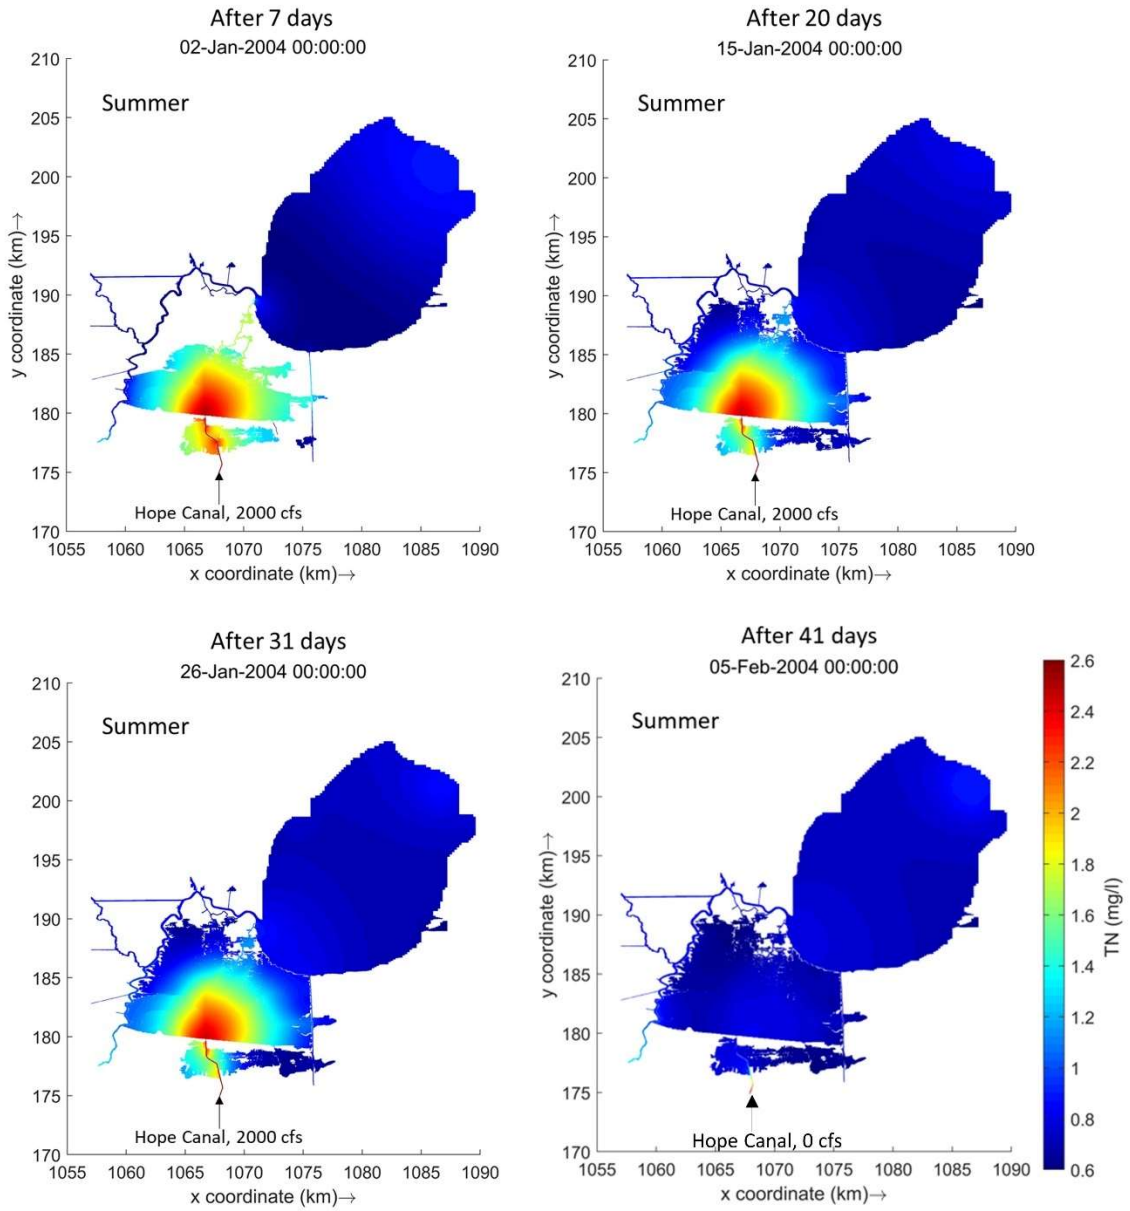 After 7 days
02-Jan-2004 00:00:00
210
205
200
195
190
185
180
175
170
y coordinate (km)→
Summer
Hope Canal, 2000 cfs
1055 1060 1065 1070 1075 1080 1085 1090
x coordinate (km)→
After 20 days
15-Jan-2004 00:00:00
210
205
200
195
190
185
180
175
170
y coordinate (km)→
Summer
Hope Canal, 2000 cfs
1055 1060 1065 1070 1075 1080 1085 1090
x coordinate (km)→
After 31 days
26-Jan-2004 00:00:00
210
205
200
195
190
185
180
175
170
y coordinate (km)→
Summer
Hope Canal, 2000 cfs
1055 1060 1065 1070 1075 1080 1085 1090
x coordinate (km)→
After 41 days
05-Feb-2004 00:00:00
210
205
200
195
190
185
180
175
170
y coordinate (km)→
Summer
Hope Canal, 0 cfs
1055 1060 1065 1070 1075 1080 1085 1090
x coordinate (km)→
2.6
2.4
2.2
2
1.8
1.6
1.4
1.2
1
0.8
0.6
TN (mg/l)